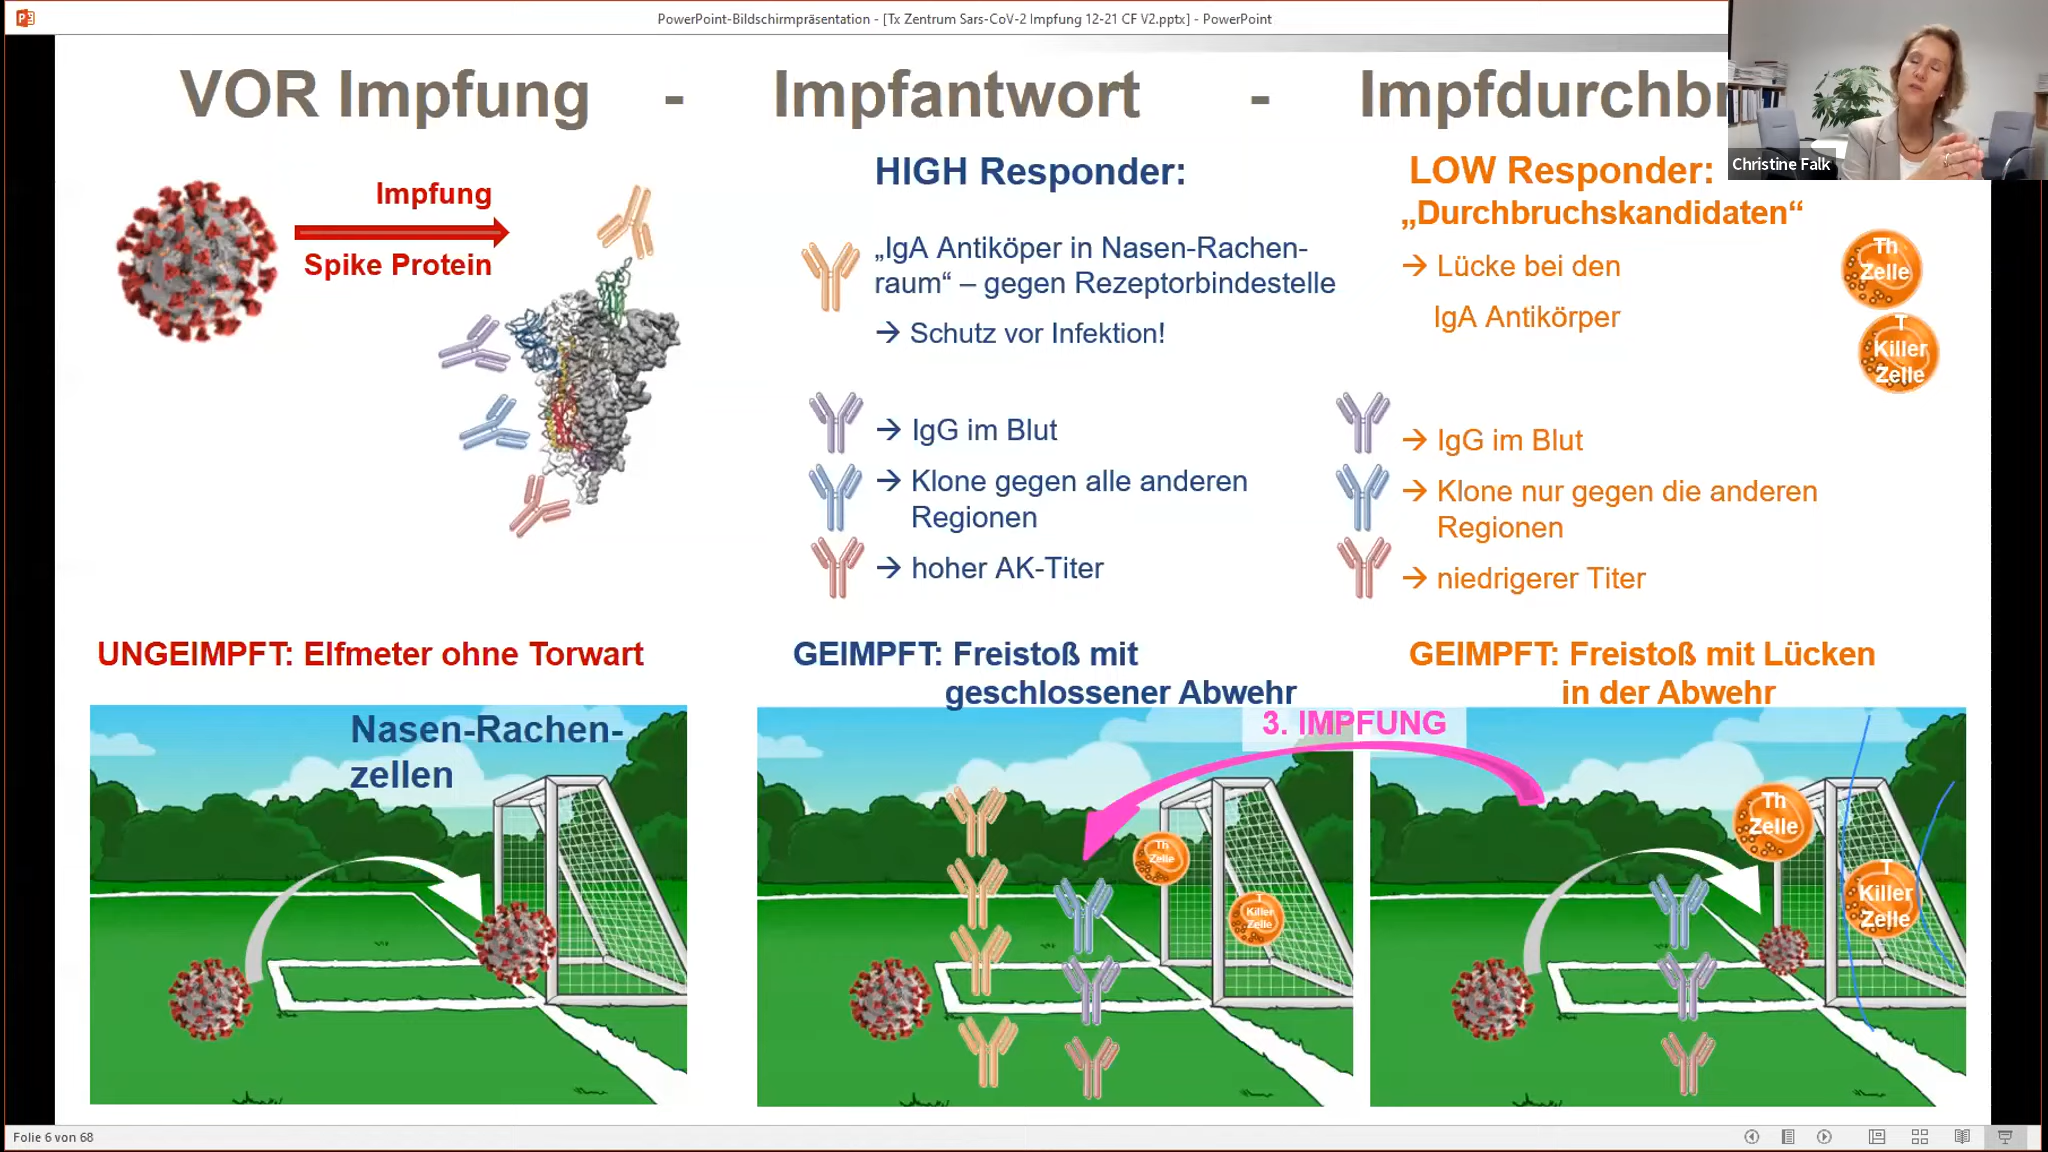 PowerPoint-Bildschirmpräsentation - [Tx Zentrum Sars-CoV-2 Impfung 12-21 CF V2.pptx] - PowerPoint
VOR Impfung - Impfantwort - Impfdurchbr
Christine Falk
Impfung
Spike Protein
HIGH Responder:
„IgA Antiköper in Nasen-Rachen-
raum“ – gegen Rezeptorbindestelle
→ Schutz vor Infektion!
→ IgG im Blut
→ Klone gegen alle anderen
Regionen
→ hoher AK-Titer
LOW Responder:
„Durchbruchskandidaten“
→ Lücke bei den
IgA Antikörper
Th
Zelle
T
Killer
Zelle
→ IgG im Blut
→ Klone nur gegen die anderen
Regionen
→ niedrigerer Titer
UNGEIMPFT: Elfmeter ohne Torwart
Nasen-Rachen-
zellen
GEIMPFT: Freistoß mit
geschlossener Abwehr
3. IMPFUNG
Th
Zelle
T
Killer
Zelle
GEIMPFT: Freistoß mit Lücken
in der Abwehr
Th
Zelle
T
Killer
Zelle
Folie 6 von 68